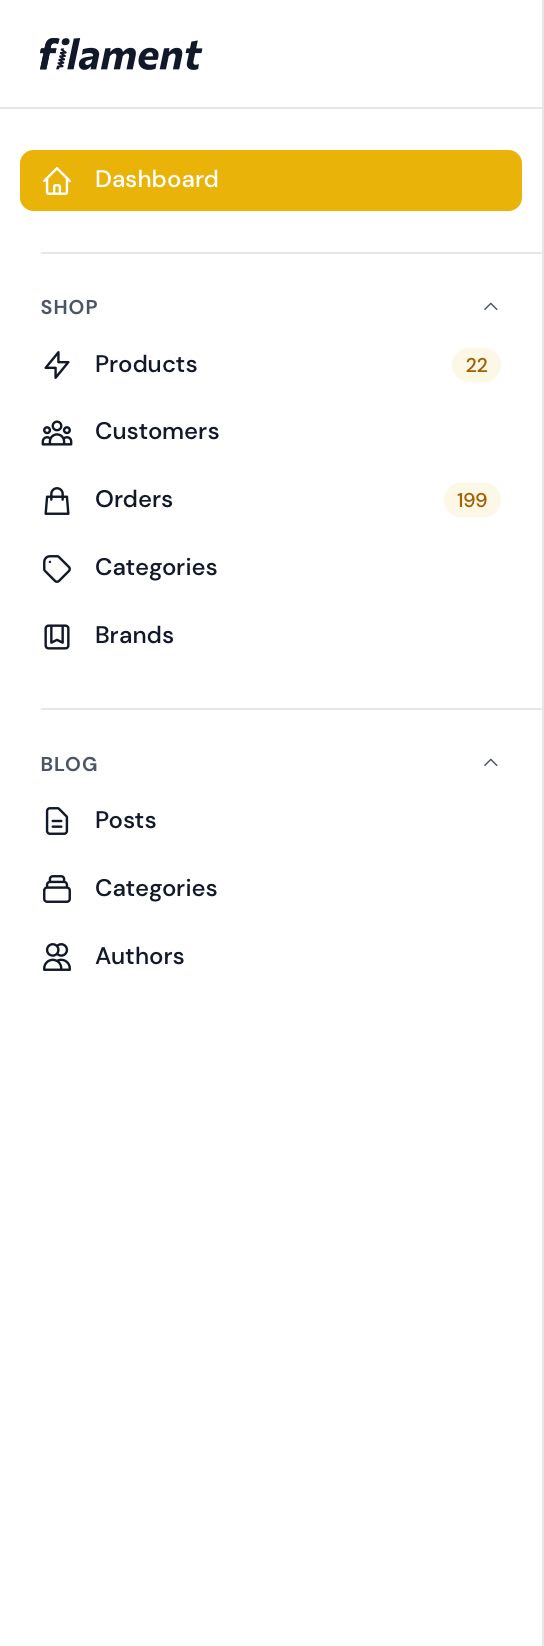 filament
Dashboard
SHOP
Products 22
Customers
Orders 199
Categories
Brands
BLOG
Posts
Categories
Authors